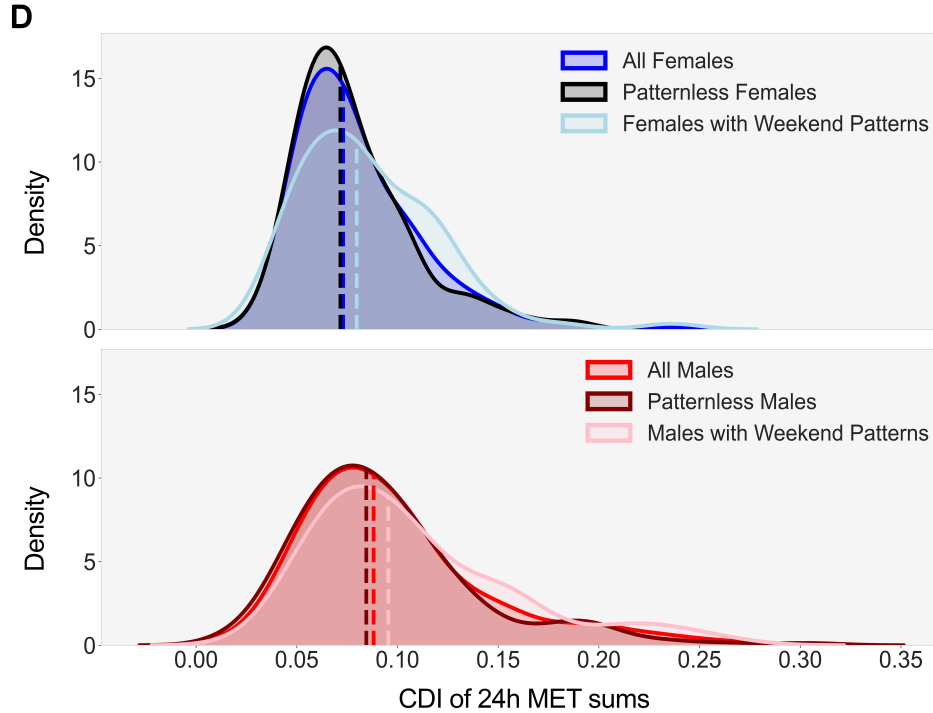 D
All Females
Patternless Females
Females with Weekend Patterns
Density
15
10
5
0
All Males
Patternless Males
Males with Weekend Patterns
Density
15
10
5
0
0.00 0.05 0.10 0.15 0.20 0.25 0.30 0.35
CDI of 24h MET sums